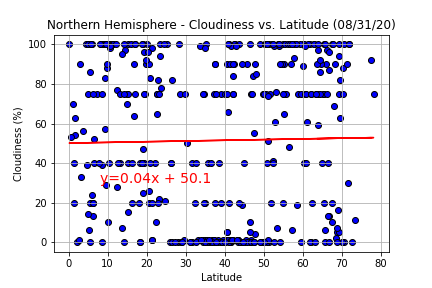 Northern Hemisphere - Cloudiness vs. Latitude (08/31/20)
100
80
60
40
20
0
Cloudiness (%)
y=0.04x + 50.1
0 10 20 30 40 50 60 70 80
Latitude